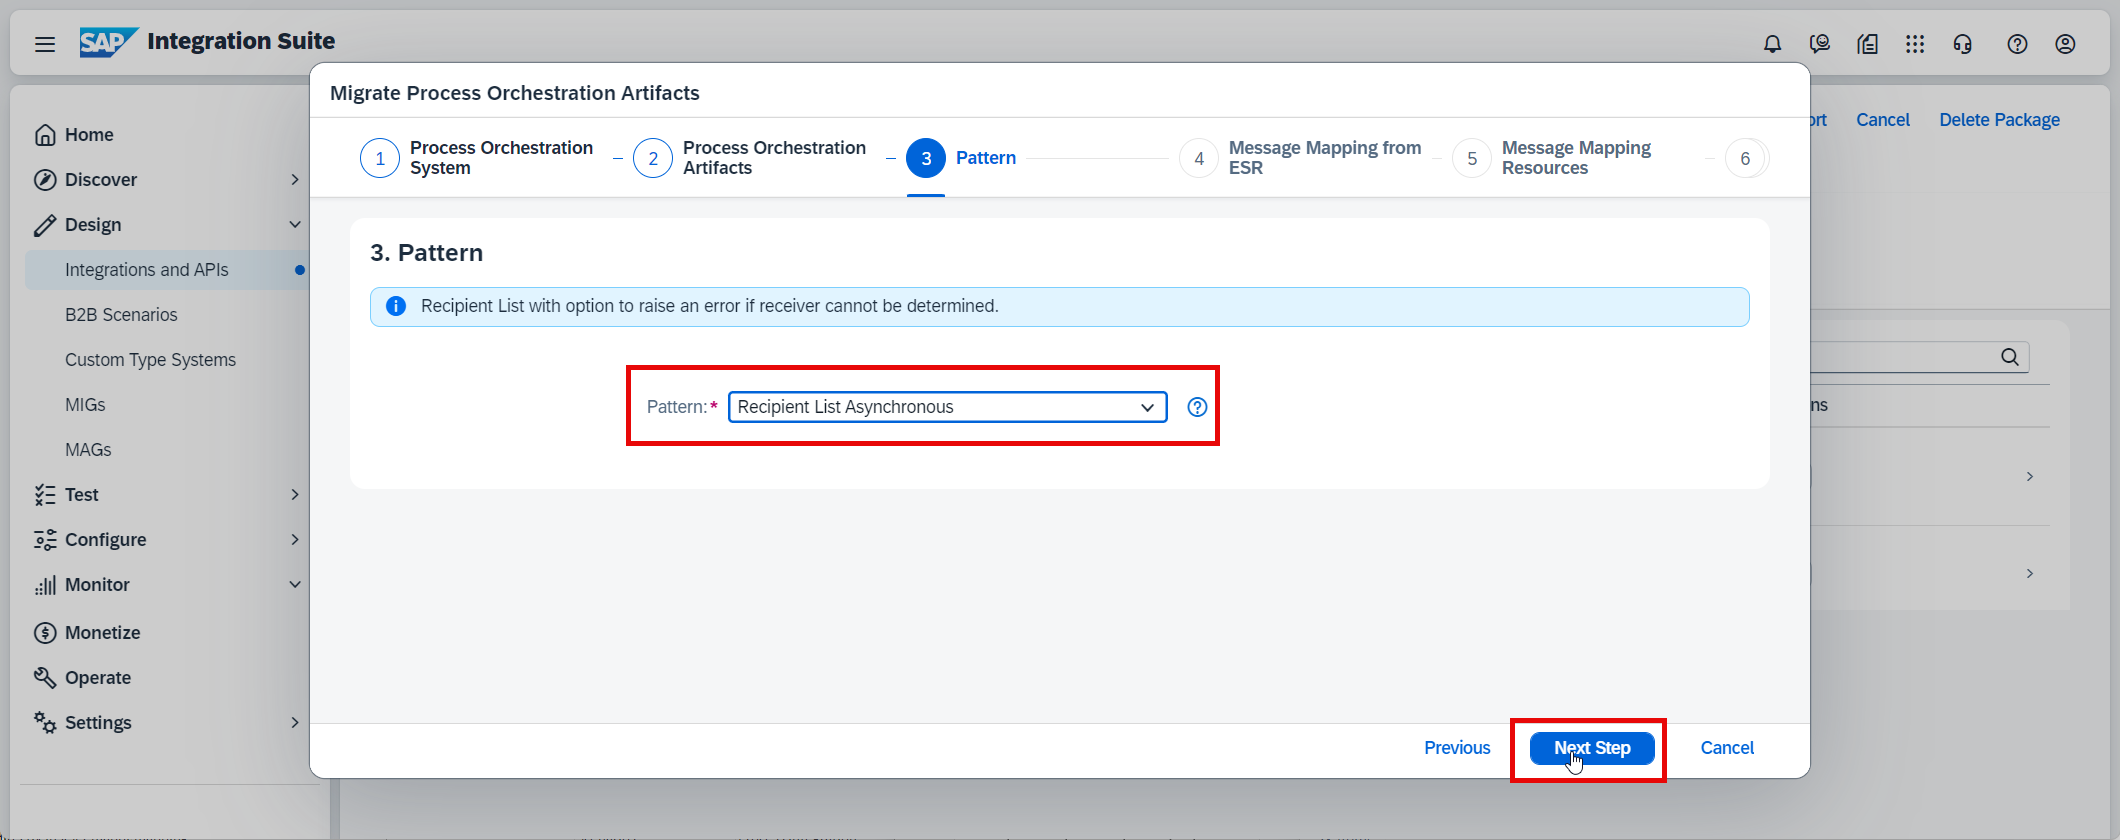 SAP Integration Suite
Migrate Process Orchestration Artifacts
ort Cancel Delete Package
1 Process Orchestration System
2 Process Orchestration Artifacts
3 Pattern
4 Message Mapping from ESR
5 Message Mapping Resources
6
Home
Discover
Design
Integrations and APIs
B2B Scenarios
Custom Type Systems
MIGs
MAGs
Test
Configure
Monitor
Monetize
Operate
Settings
3. Pattern
Recipient List with option to raise an error if receiver cannot be determined.
Pattern:* Recipient List Asynchronous
ns
Previous Next Step Cancel